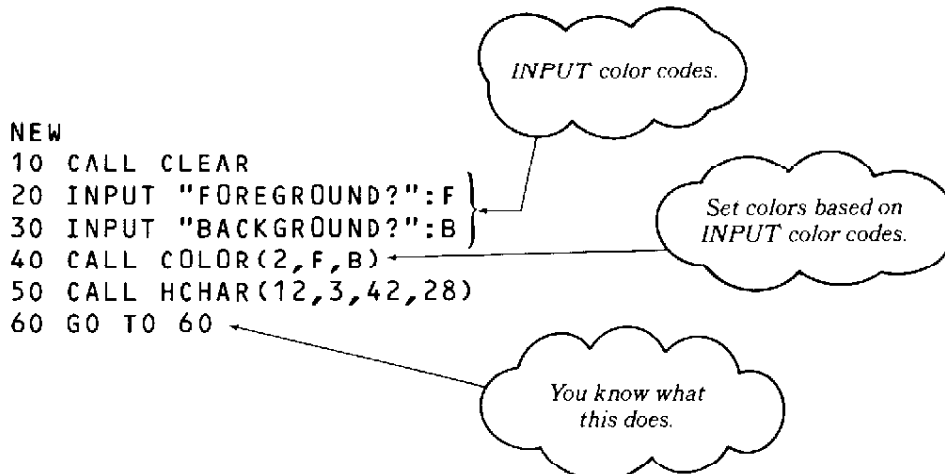 INPUT color codes.
NEW
10 CALL CLEAR
20 INPUT "FOREGROUND?":F
30 INPUT "BACKGROUND?":B
40 CALL COLOR(2,F,B)
50 CALL HCHAR(12,3,42,28)
60 GO TO 60
Set colors based on
INPUT color codes.
You know what
this does.